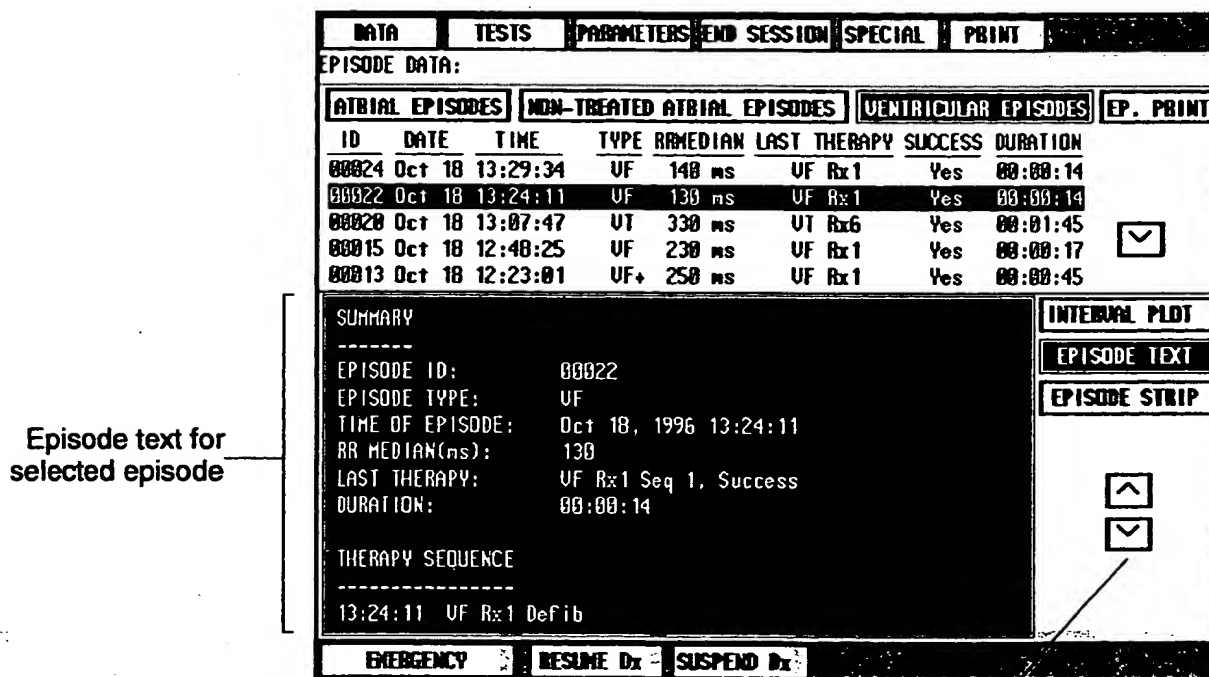 DATA TESTS PARAMETERS END SESSION SPECIAL PRINT
EPISODE DATA:
ATRIAL EPISODES NON-TREATED ATRIAL EPISODES VENTRICULAR EPISODES EP. PRINT
ID DATE TIME TYPE RRMEDIAN LAST THERAPY SUCCESS DURATION
00024 Oct 18 13:29:34 VF 140 ms VF Rx1 Yes 00:00:14
00022 Oct 18 13:24:11 VF 130 ms VF Rx1 Yes 00:00:14
00020 Oct 18 13:07:47 VT 330 ms VT Rx6 Yes 00:01:45
00015 Oct 18 12:48:25 VF 230 ms VF Rx1 Yes 00:00:17
00013 Oct 18 12:23:01 VF+ 250 ms VF Rx1 Yes 00:00:45
SUMMARY
-------
EPISODE ID: 00022
EPISODE TYPE: VF
TIME OF EPISODE: Oct 18, 1996 13:24:11
RR MEDIAN(ms): 130
LAST THERAPY: VF Rx1 Seq 1, Success
DURATION: 00:00:14
THERAPY SEQUENCE
----------------
13:24:11 VF Rx1 Defib
INTERVAL PLOT
EPISODE TEXT
EPISODE STRIP
Episode text for
selected episode
EMERGENCY RESUME Dx SUSPEND Dx